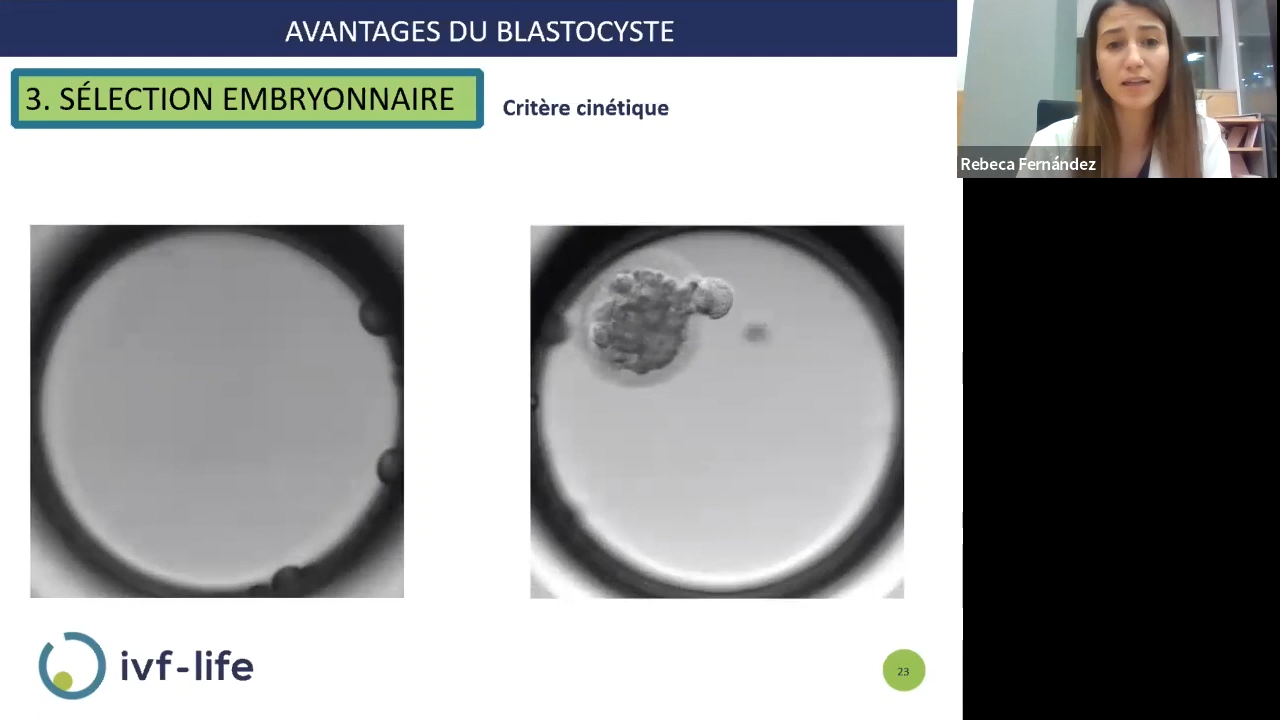 AVANTAGES DU BLASTOCYSTE
3. SÉLECTION EMBRYONNAIRE
Critère cinétique
Rebeca Fernández
ivf-life
23